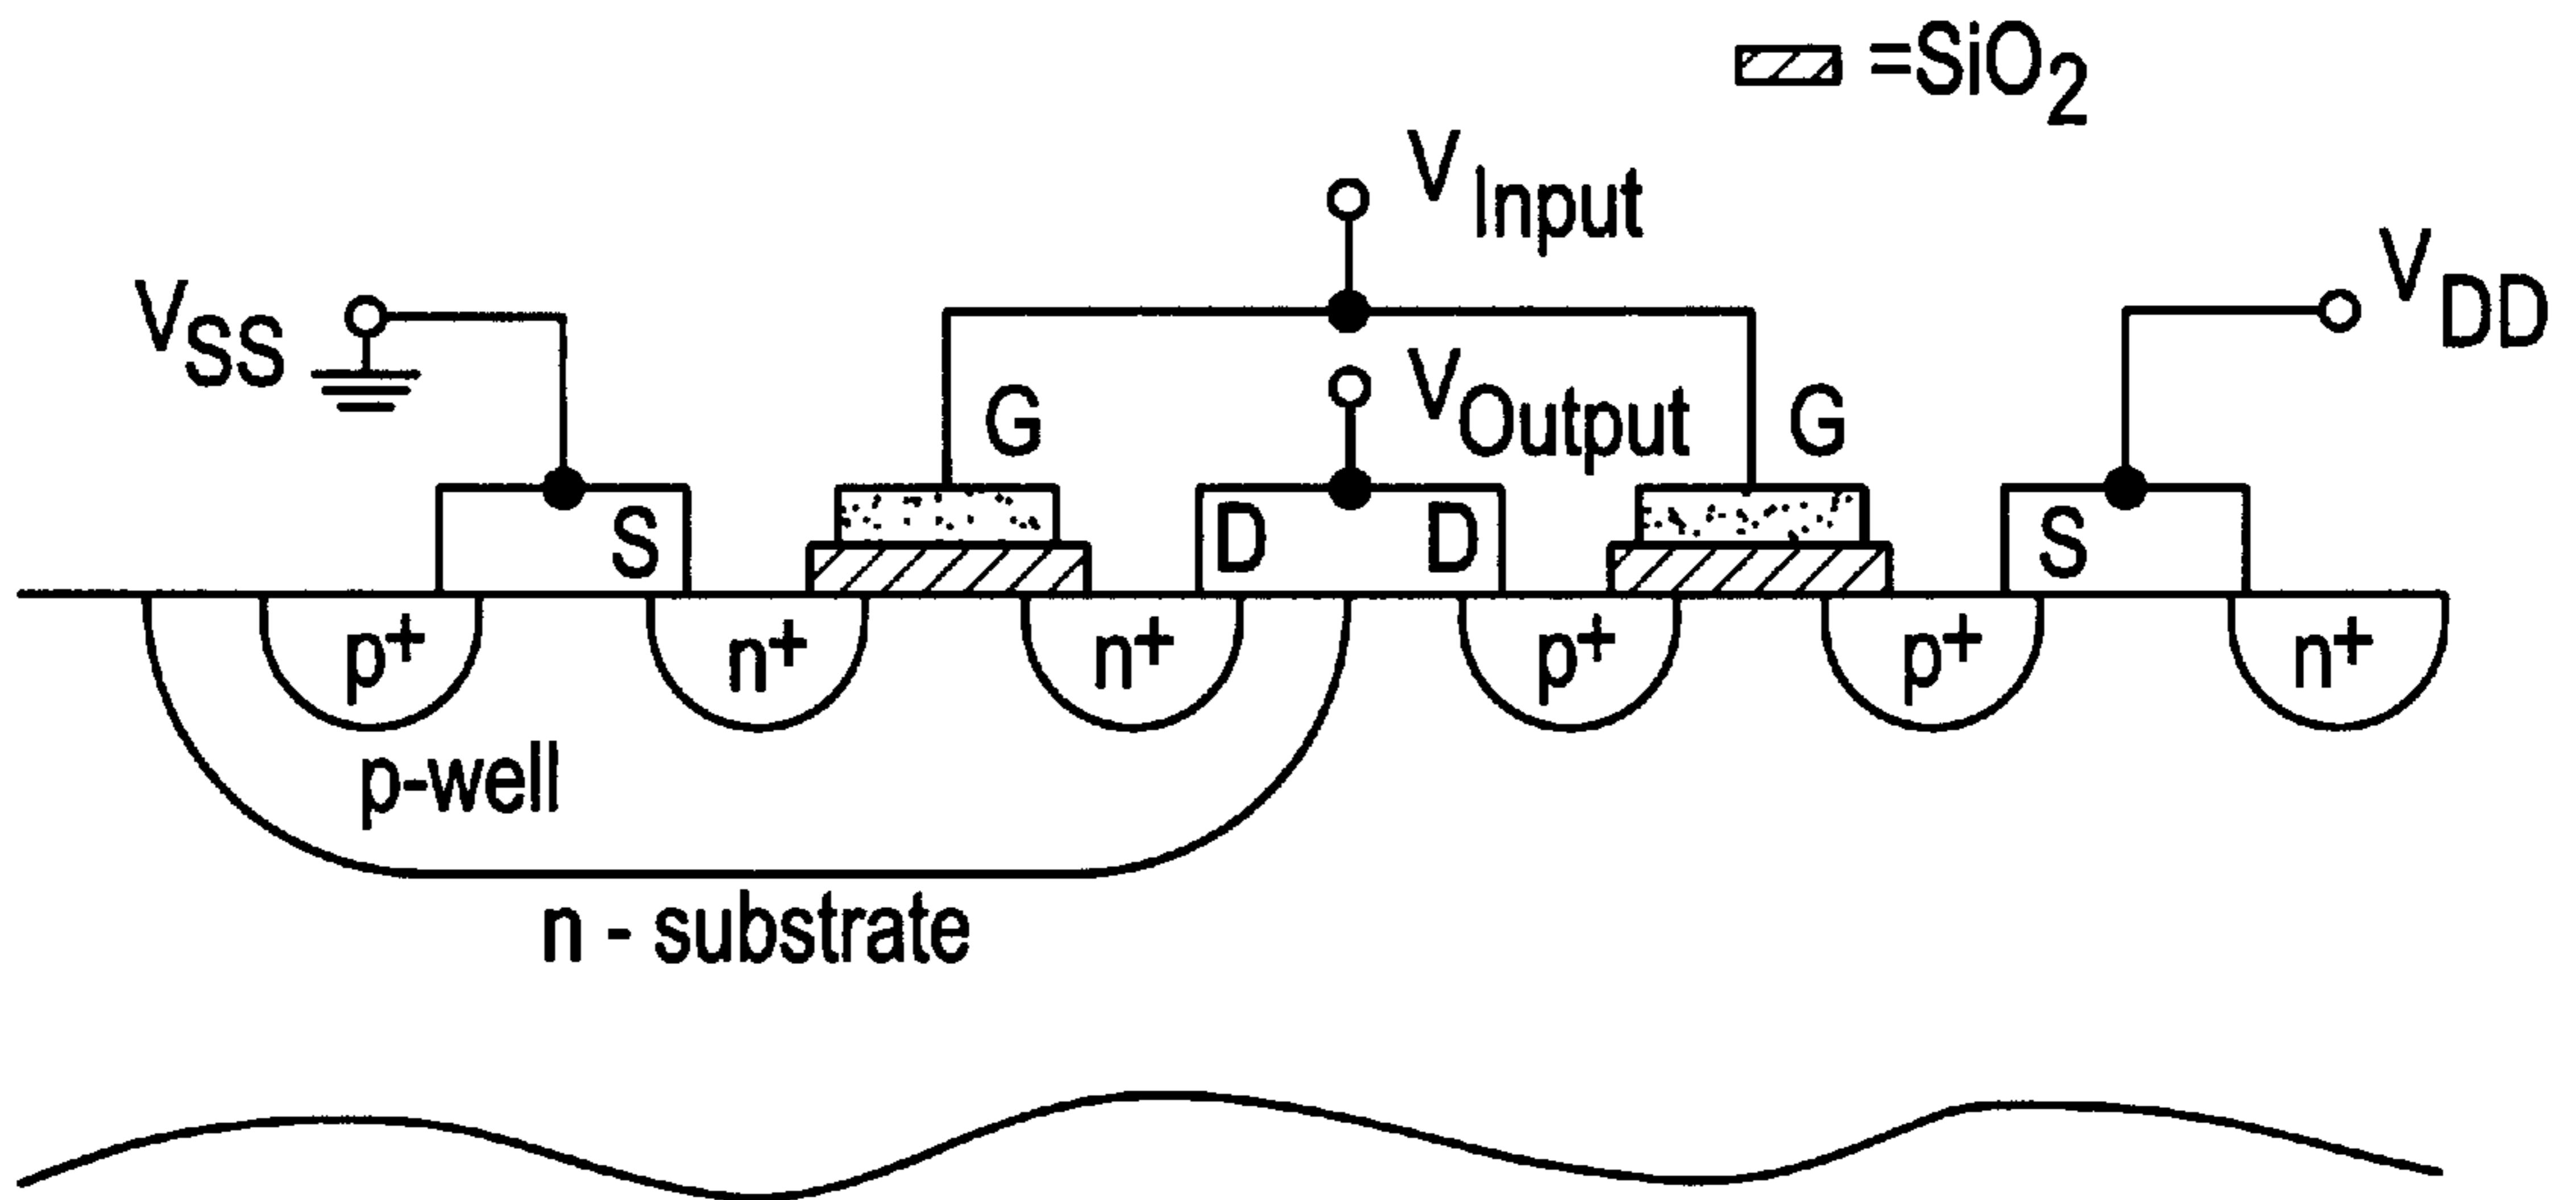 =SiO2
VInput
VSS
VDD
G
VOutput
G
S
D
D
S
p+
n+
n+
p+
p+
n+
p-well
n - substrate